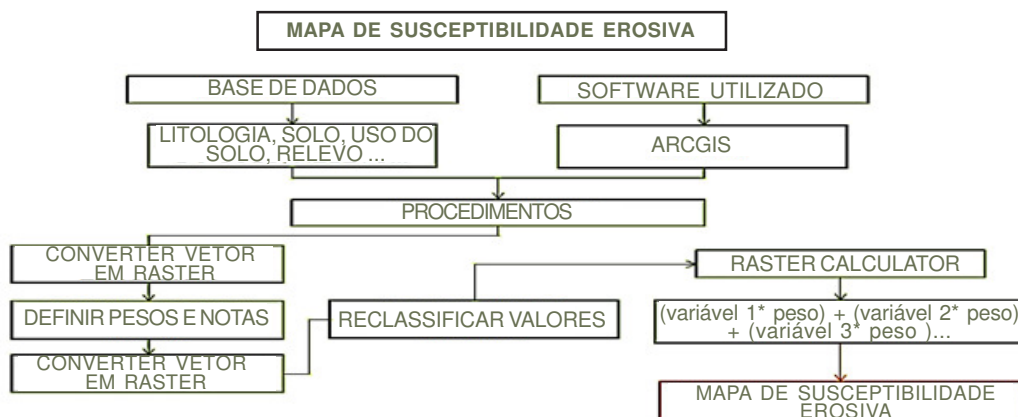 MAPA DE SUSCEPTIBILIDADE EROSIVA
BASE DE DADOS
SOFTWARE UTILIZADO
LITOLOGIA, SOLO, USO DO
SOLO, RELEVO ...
ARCGIS
PROCEDIMENTOS
CONVERTER VETOR
EM RASTER
DEFINIR PESOS E NOTAS
CONVERTER VETOR
EM RASTER
RECLASSIFICAR VALORES
RASTER CALCULATOR
(variável 1* peso) + (variável 2* peso)
+ (variável 3* peso )...
MAPA DE SUSCEPTIBILIDADE
EROSIVA